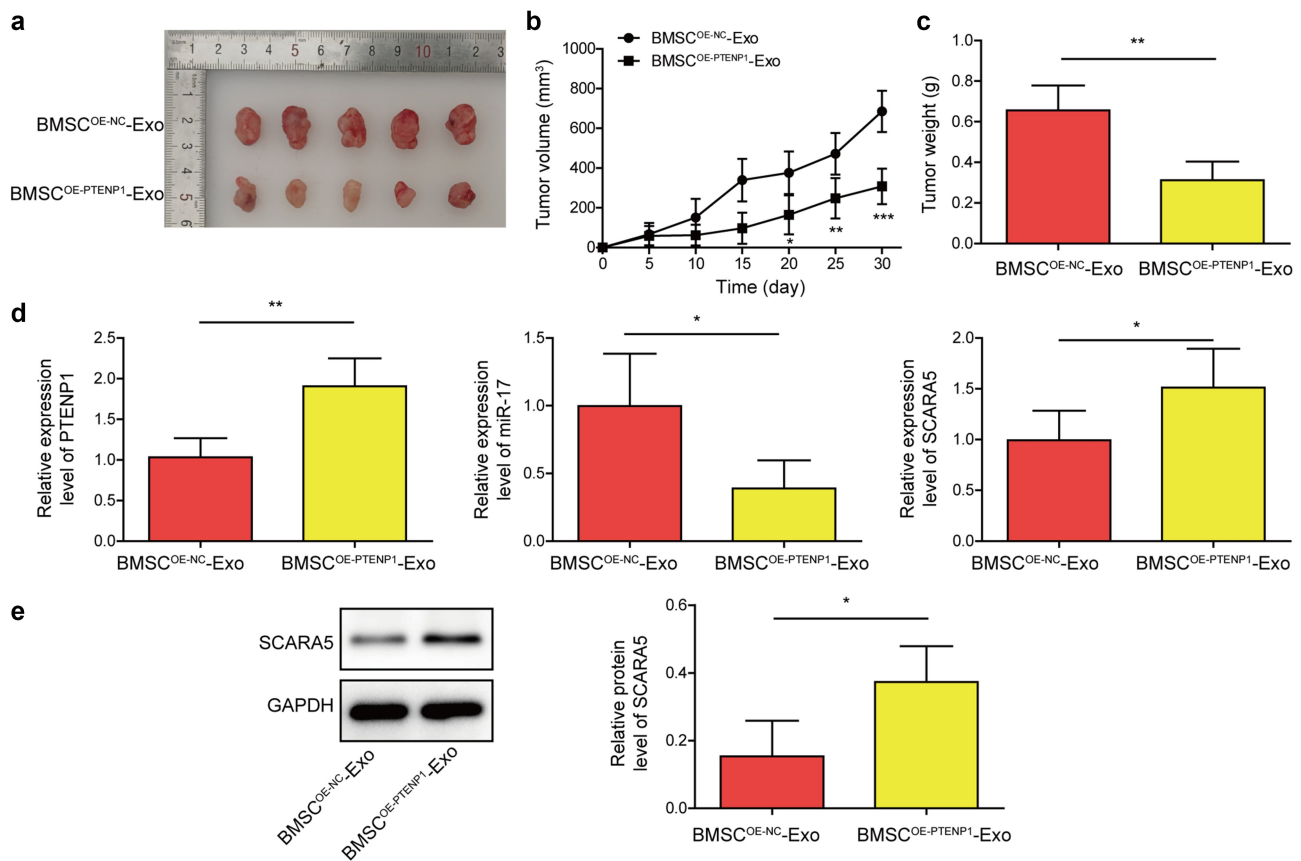 a
1 2 3 4 5 6 7 8 9 10 1 2 3
1
2
3
4
5
6
BMSC^OE-NC-Exo
BMSC^OE-PTENP1-Exo
b
BMSC^OE-NC-Exo
BMSC^OE-PTENP1-Exo
Tumor volume (mm³)
1000
800
600
400
200
0
* ** ***
0 5 10 15 20 25 30
Time (day)
c
**
Tumor weight (g)
1.0
0.8
0.6
0.4
0.2
0.0
BMSC^OE-NC-Exo BMSC^OE-PTENP1-Exo
d
**
Relative expression
level of PTENP1
2.5
2.0
1.5
1.0
0.5
0.0
BMSC^OE-NC-Exo BMSC^OE-PTENP1-Exo
*
Relative expression
level of miR-17
1.5
1.0
0.5
0.0
BMSC^OE-NC-Exo BMSC^OE-PTENP1-Exo
*
Relative expression
level of SCARA5
2.0
1.5
1.0
0.5
0.0
BMSC^OE-NC-Exo BMSC^OE-PTENP1-Exo
e
SCARA5
GAPDH
BMSC^OE-NC-Exo
BMSC^OE-PTENP1-Exo
*
Relative protein
level of SCARA5
0.6
0.4
0.2
0.0
BMSC^OE-NC-Exo BMSC^OE-PTENP1-Exo